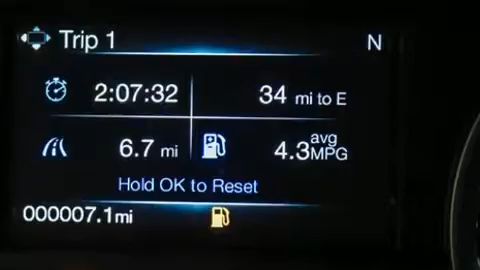 Trip 1 N
2:07:32 34 mi to E
6.7 mi 4.3 avg MPG
Hold OK to Reset
000007.1mi